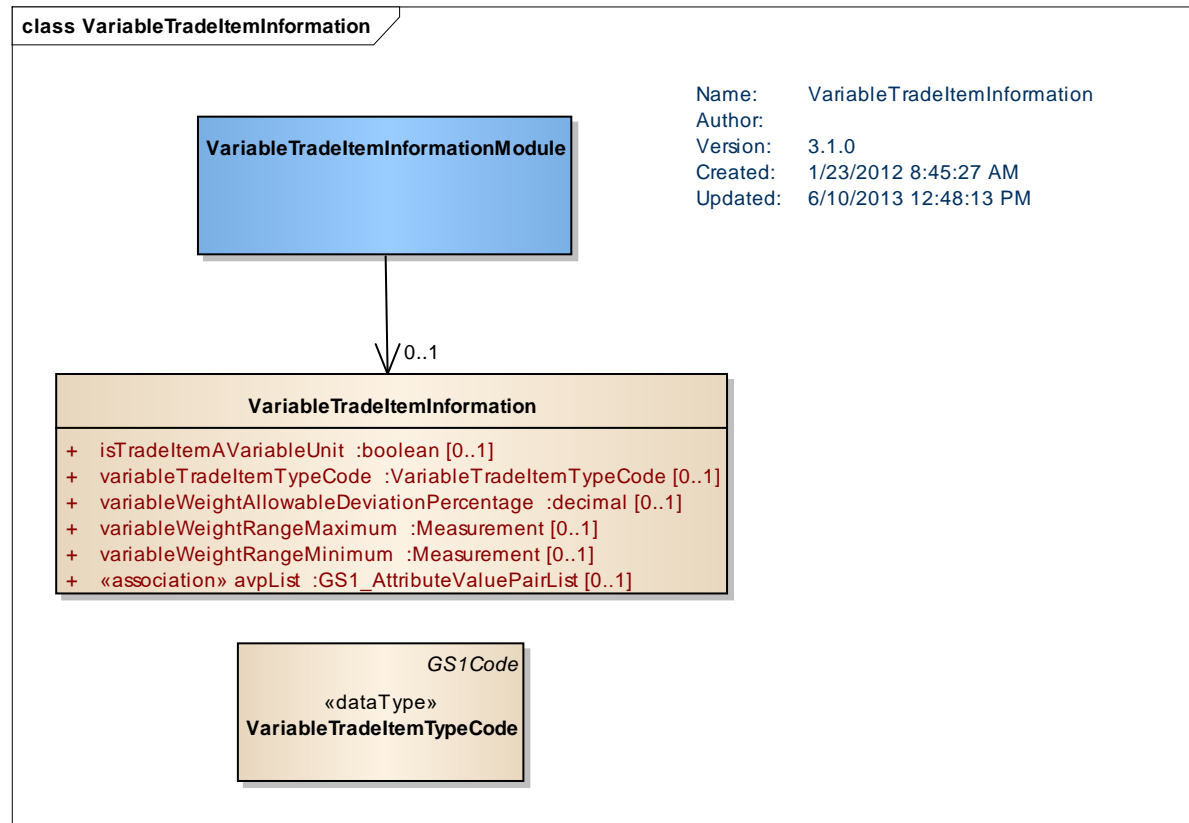 class VariableTradeItemInformation
Name: VariableTradeItemInformation
Author:
Version: 3.1.0
Created: 1/23/2012 8:45:27 AM
Updated: 6/10/2013 12:48:13 PM
VariableTradeItemInformationModule
0..1
VariableTradeItemInformation
+ isTradeItemAVariableUnit :boolean [0..1]
+ variableTradeItemTypeCode :VariableTradeItemTypeCode [0..1]
+ variableWeightAllowableDeviationPercentage :decimal [0..1]
+ variableWeightRangeMaximum :Measurement [0..1]
+ variableWeightRangeMinimum :Measurement [0..1]
+ «association» avpList :GS1_AttributeValuePairList [0..1]
GS1Code
«dataType»
VariableTradeItemTypeCode